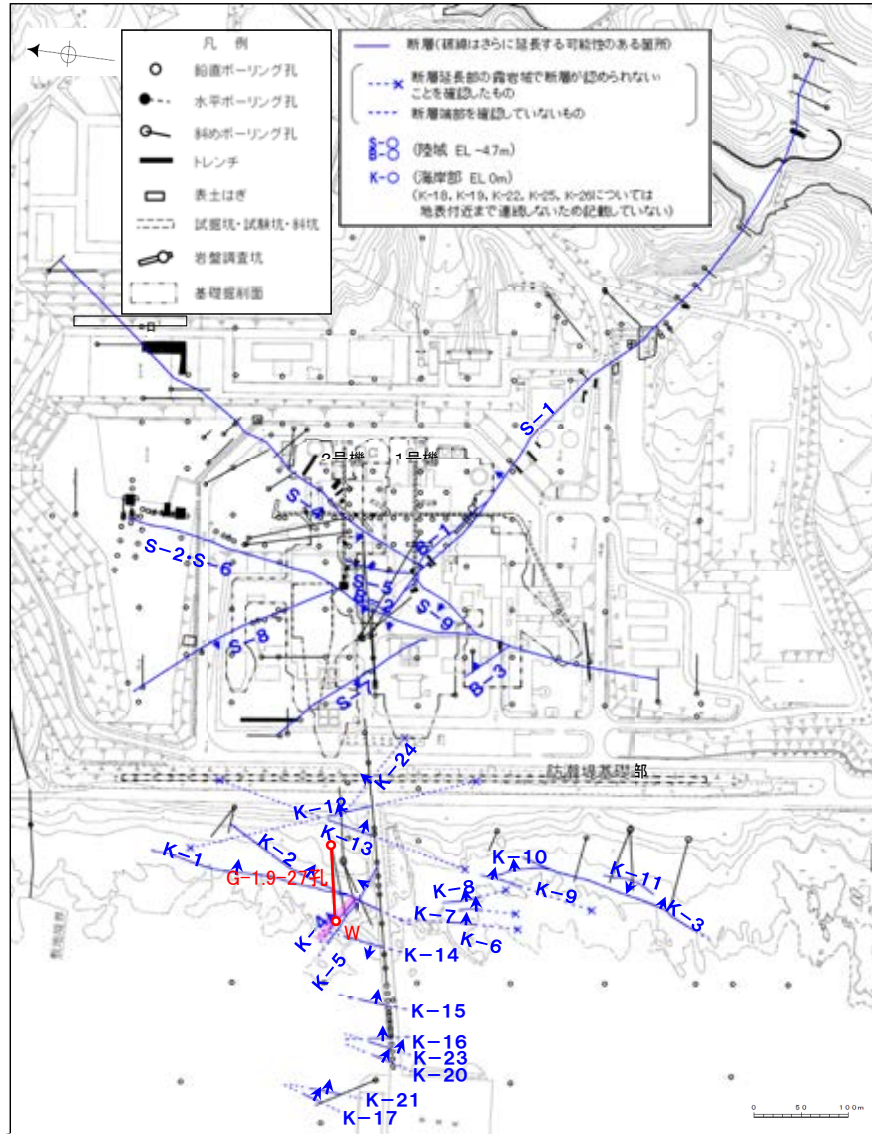 凡 例
鉛直ボーリング孔
水平ボーリング孔
斜めボーリング孔
トレンチ
表土はぎ
試掘坑・試験坑・斜坑
岩盤調査坑
基礎掘削面
断層(破線はさらに延長する可能性のある箇所)
断層延長部の露岩域で断層が認められない
ことを確認したもの
断層端部を確認していないもの
S-○
B-○
(陸域 EL -4.7m)
K-○
(海岸部 EL 0m)
(K-18, K-19, K-22, K-25, K-26については
地表付近まで連続しないため記載していない)
S-1
1号機
S-4
B-1
S-2・S-6
S-5
S-9
S-8
B-3
S-7
K-24
防潮堤基礎部
K-12
K-13
K-1
K-2
K-10
K-11
G-1.9-27孔
K-8
K-9
K-3
K-7
K-4
W
K-6
K-5
K-14
K-15
K-16
K-23
K-20
K-21
K-17
0 50 100m